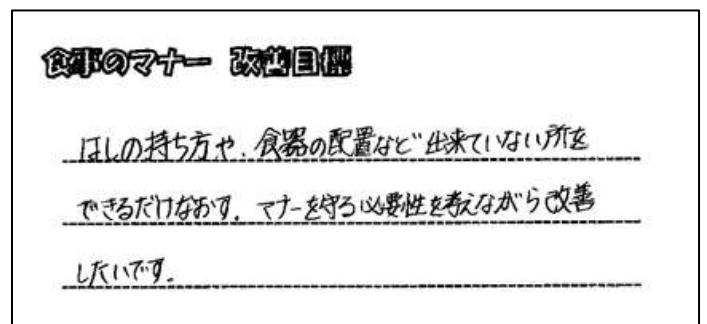 食事のマナー 改善目標
はしの持ち方や、食器の配置など出来ていない所を
できるだけなおす。マナーを守る必要性を考えながら改善
したいです。